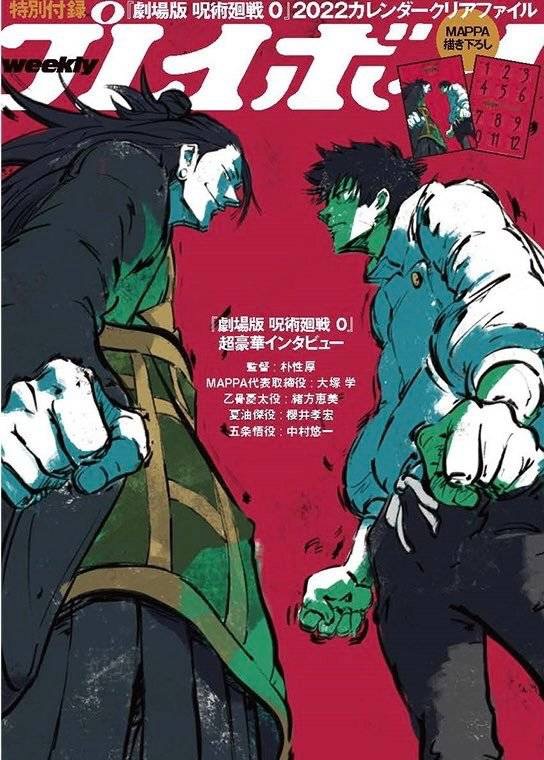 特別付録『劇場版 呪術廻戦 0』2022カレンダークリアファイル
weekly
プレイボーイ
MAPPA
描き下ろし
1 2 3
4 5 6
7 8 9
10 11 12
『劇場版 呪術廻戦 0』
超豪華インタビュー
監督：朴性厚
MAPPA代表取締役：大塚 学
乙骨憂太役：緒方恵美
夏油傑役：櫻井孝宏
五条悟役：中村悠一